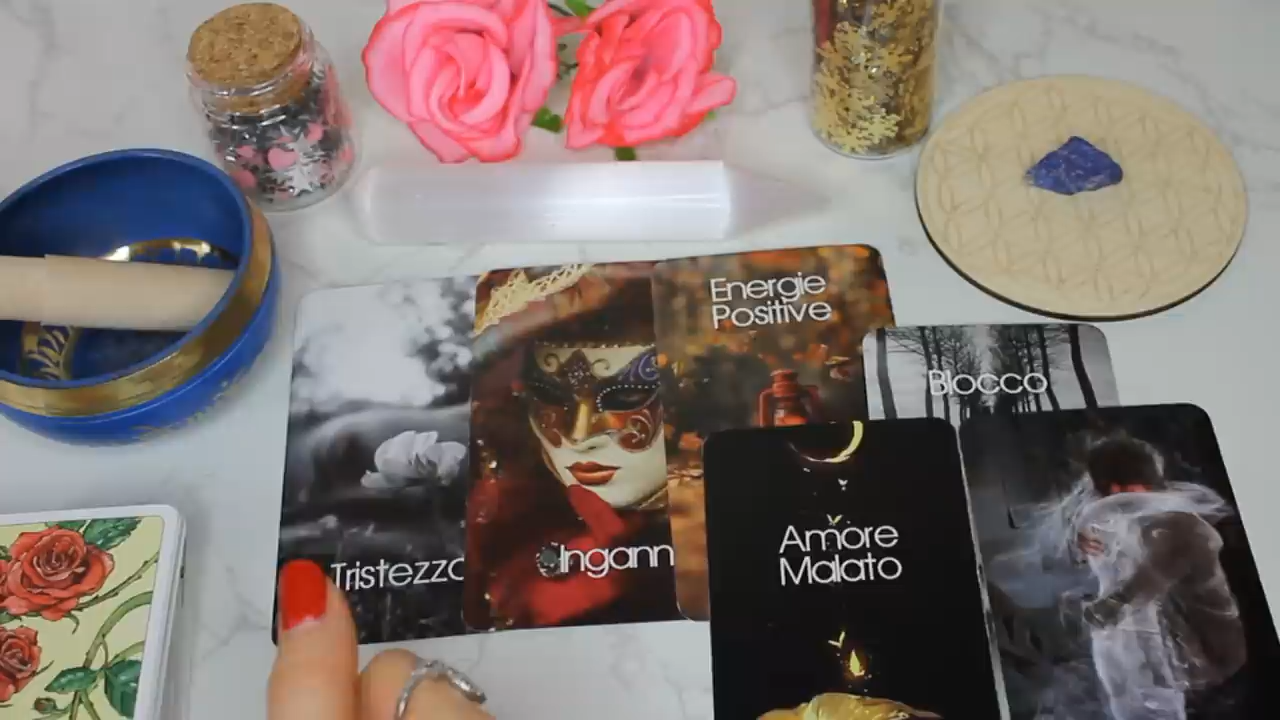 Energie
Positive
Blocco
Amore
Malato
Tristezz
Ingann